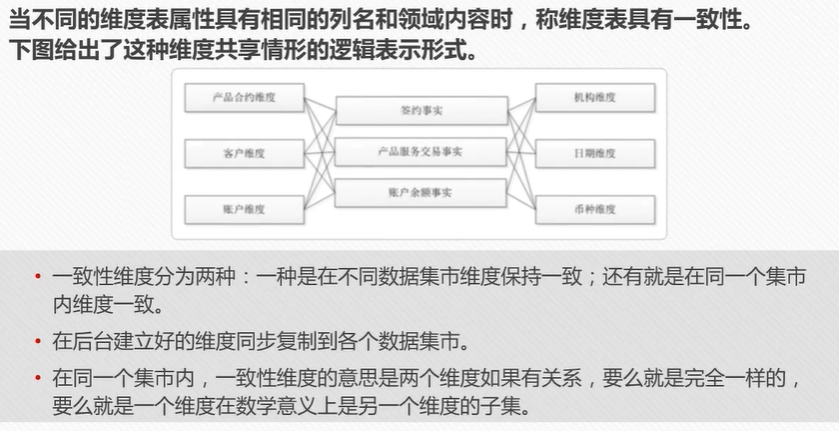 当不同的维度表属性具有相同的列名和领域内容时，称维度表具有一致性。
下图给出了这种维度共享情形的逻辑表示形式。
产品合约维度
客户维度
账户维度
签约事实
产品服务交易事实
账户余额事实
机构维度
日期维度
币种维度
• 一致性维度分为两种：一种是在不同数据集市维度保持一致；还有就是在同一个集市
内维度一致。
• 在后台建立好的维度同步复制到各个数据集市。
• 在同一个集市内，一致性维度的意思是两个维度如果有关系，要么就是完全一样的，
要么就是一个维度在数学意义上是另一个维度的子集。